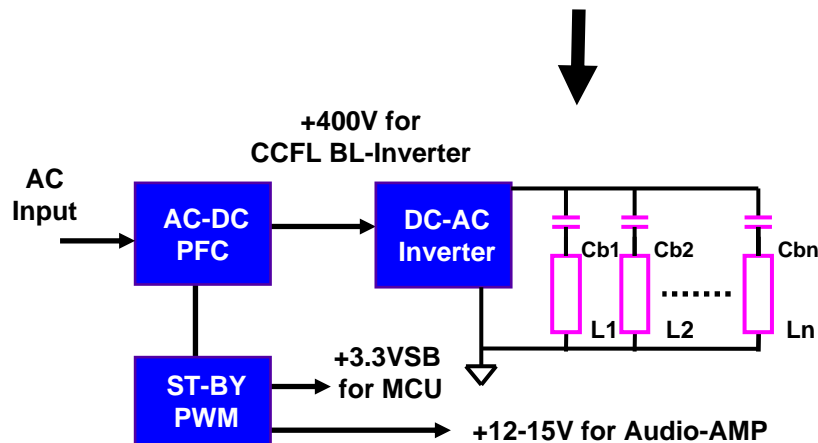 +400V for
CCFL BL-Inverter
AC
Input
AC-DC
PFC
DC-AC
Inverter
Cb1
Cb2
Cbn
L1
L2
Ln
ST-BY
PWM
+3.3VSB
for MCU
+12-15V for Audio-AMP